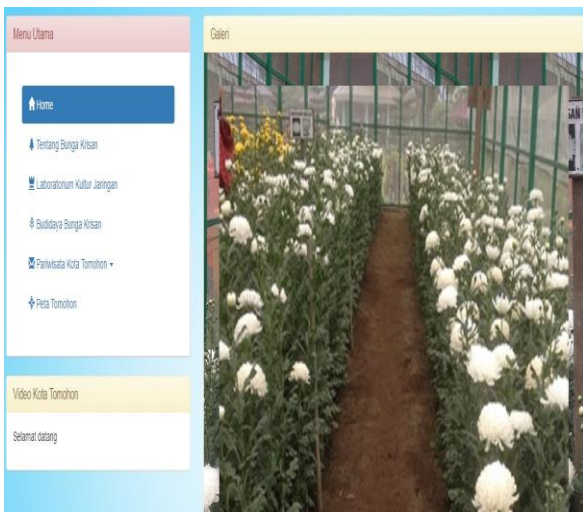 Menu Utama
Home
Tentang Bunga Krisan
Laboratorium Kultur Jaringan
Budidaya Bunga Krisan
Pariwisata Kota Tomohon
Peta Tomohon
Video Kota Tomohon
Selamat datang
Galeri